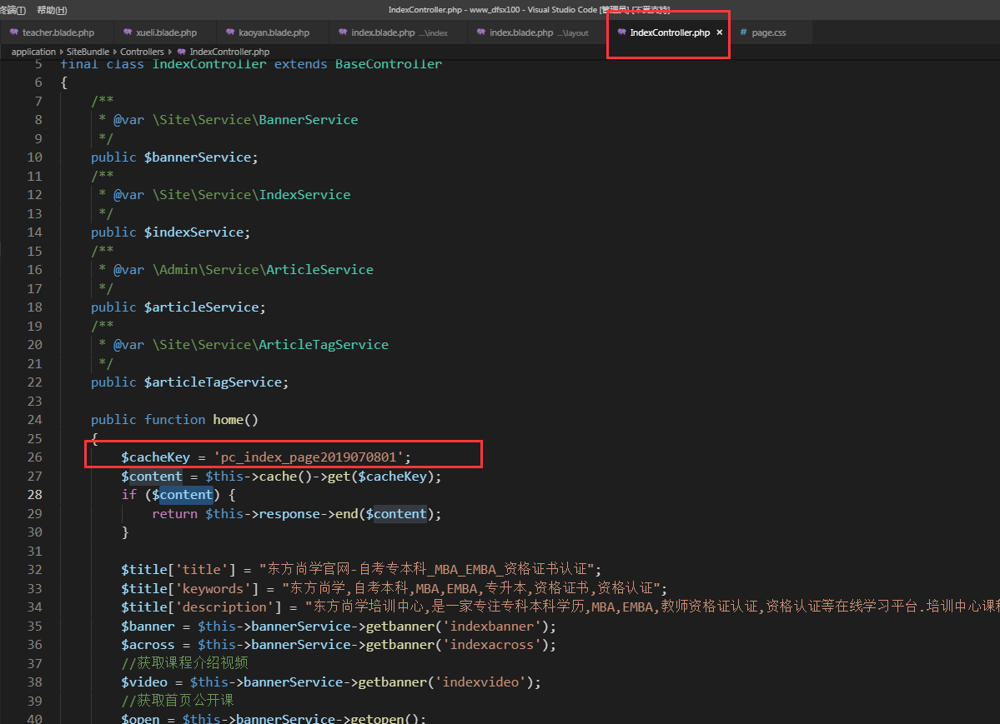 终端(T) 帮助(H) IndexController.php - www_dfsx100 - Visual Studio Code [管理员] [不受支持]
teacher.blade.php xueli.blade.php kaoyan.blade.php index.blade.php ...\index index.blade.php ...\layout IndexController.php × # page.css
application › SiteBundle › Controllers › IndexController.php
5 final class IndexController extends BaseController
6 {
7 /**
8 * @var \Site\Service\BannerService
9 */
10 public $bannerService;
11 /**
12 * @var \Site\Service\IndexService
13 */
14 public $indexService;
15 /**
16 * @var \Admin\Service\ArticleService
17 */
18 public $articleService;
19 /**
20 * @var \Site\Service\ArticleTagService
21 */
22 public $articleTagService;
23
24 public function home()
25 {
26 $cacheKey = 'pc_index_page2019070801';
27 $content = $this->cache()->get($cacheKey);
28 if ($content) {
29 return $this->response->end($content);
30 }
31
32 $title['title'] = "东方尚学官网-自考专本科_MBA_EMBA_资格证书认证";
33 $title['keywords'] = "东方尚学,自考本科,MBA,EMBA,专升本,资格证书,资格认证";
34 $title['description'] = "东方尚学培训中心,是一家专注专科本科学历,MBA,EMBA,教师资格证认证,资格认证等在线学习平台.培训中心课程
35 $banner = $this->bannerService->getbanner('indexbanner');
36 $across = $this->bannerService->getbanner('indexacross');
37 //获取课程介绍视频
38 $video = $this->bannerService->getbanner('indexvideo');
39 //获取首页公开课
40 $open = $this->bannerService->getopen();